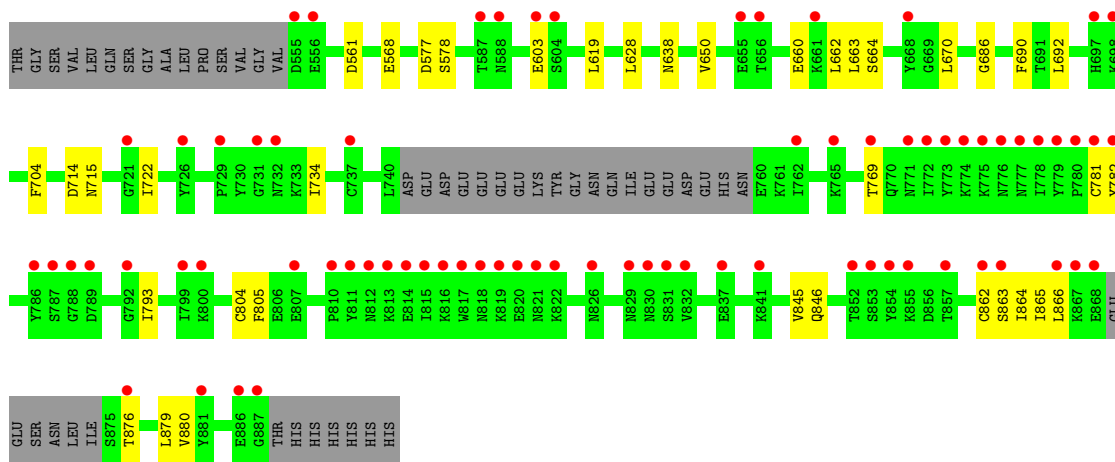 THR GLY SER VAL LEU GLN SER GLY ALA LEU PRO SER VAL GLY VAL D555 E556 D561 E568 D577 S578 T587 N588 E603 S604 L619 L628 N638 V650 E655 T656 E660 K661 L662 L663 S664 Y668 G669 L670 G686 F690 T691 L692 H697 K698
F704 D714 N715 G721 I722 Y726 P729 Y730 G731 N732 K733 I734 C737 L740 ASP GLU ASP GLU GLU GLU GLU LYS TYR GLY ASN GLN ILE GLU GLU ASP GLU HIS ASN E760 K761 I762 K765 T769 Q770 N771 I772 Y773 K774 K775 N776 N777 I778 Y779 P780 C781 Y782
Y786 S787 G788 D789 G792 I793 I799 K800 C804 F805 E806 E807 P810 Y811 N812 K813 E814 I815 K816 W817 N818 K819 E820 N821 K822 N826 N829 N830 S831 V832 E837 K841 V845 Q846 T852 S853 Y854 K855 D856 T857 C862 S863 I864 I865 L866 K867 E868 GLU
GLU SER ASN LEU ILE S875 T876 L879 V880 Y881 E886 G887 THR HIS HIS HIS HIS HIS HIS